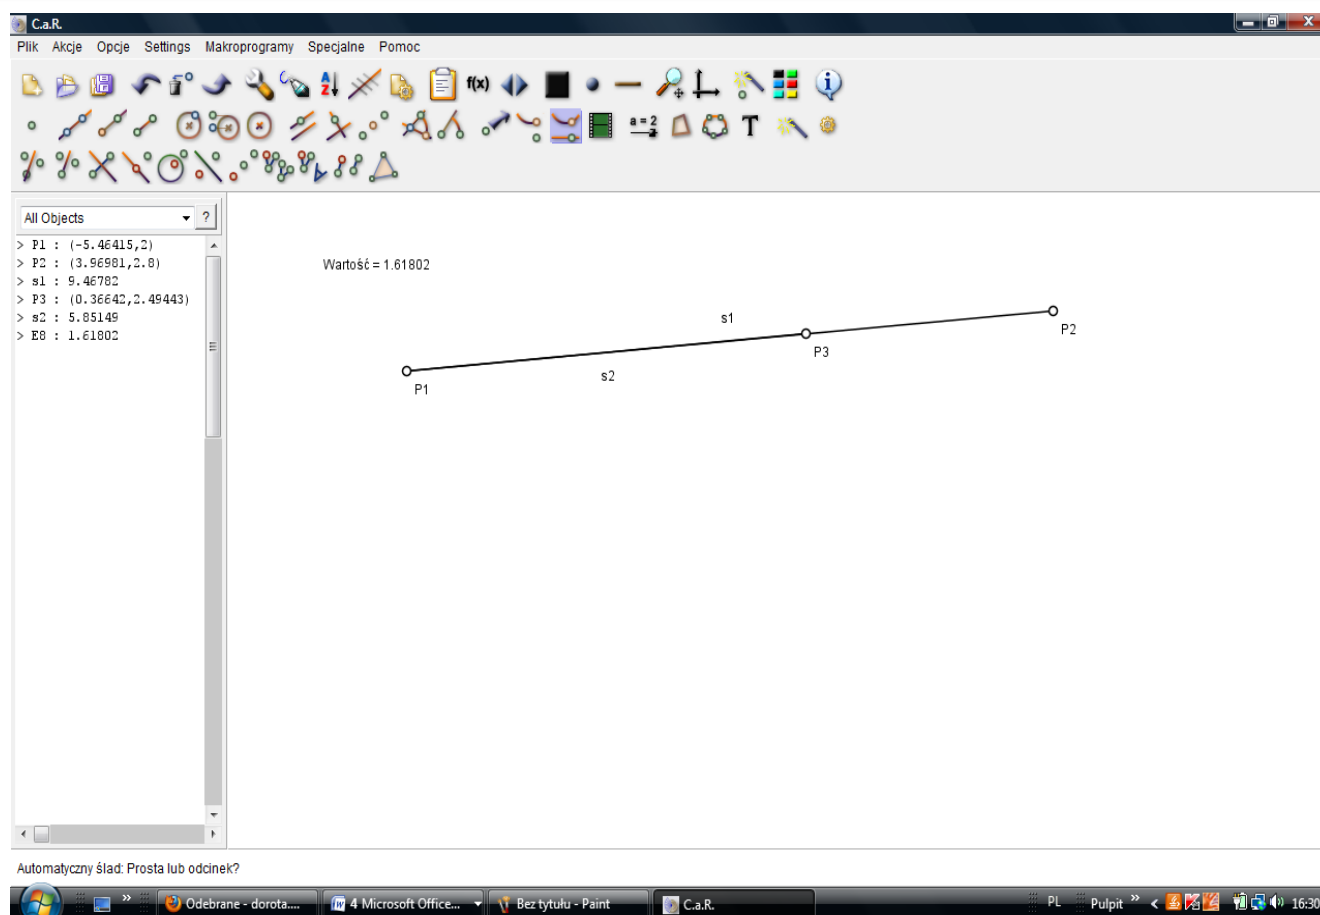 C.a.R.
Plik Akcje Opcje Settings Makroprogramy Specjalne Pomoc
A
Z
f(x)
a = 2
T
All Objects
?
> P1 : (-5.46415,2)
> P2 : (3.96981,2.8)
> s1 : 9.46782
> P3 : (0.36642,2.49443)
> s2 : 5.85149
> E8 : 1.61802
Wartość = 1.61802
s1
P2
P3
s2
P1
Automatyczny ślad: Prosta lub odcinek?
» Odebrane - dorota.... 4 Microsoft Office... Bez tytułu - Paint C.a.R. PL Pulpit » 16:30